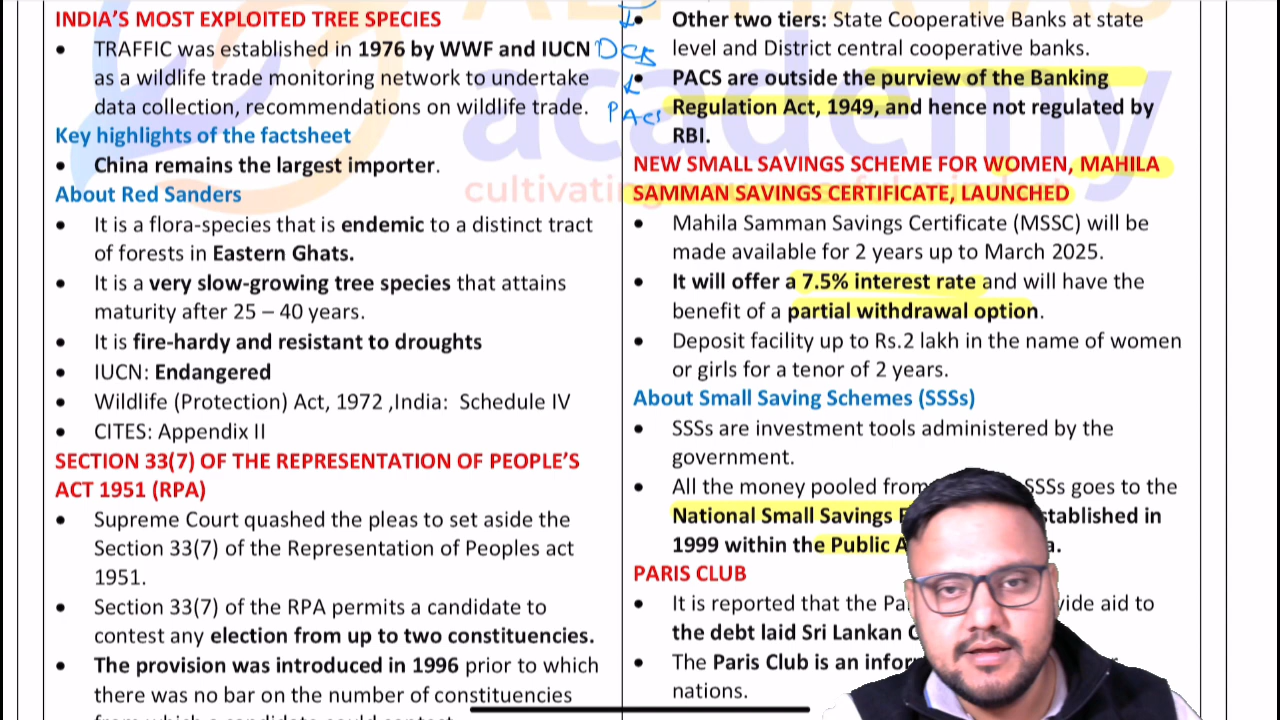 INDIA'S MOST EXPLOITED TREE SPECIES
• TRAFFIC was established in 1976 by WWF and IUCN
as a wildlife trade monitoring network to undertake
data collection, recommendations on wildlife trade.
Key highlights of the factsheet
• China remains the largest importer.
About Red Sanders
• It is a flora-species that is endemic to a distinct tract
of forests in Eastern Ghats.
• It is a very slow-growing tree species that attains
maturity after 25 – 40 years.
• It is fire-hardy and resistant to droughts
• IUCN: Endangered
• Wildlife (Protection) Act, 1972 ,India: Schedule IV
• CITES: Appendix II
SECTION 33(7) OF THE REPRESENTATION OF PEOPLE'S
ACT 1951 (RPA)
• Supreme Court quashed the pleas to set aside the
Section 33(7) of the Representation of Peoples act
1951.
• Section 33(7) of the RPA permits a candidate to
contest any election from up to two constituencies.
• The provision was introduced in 1996 prior to which
there was no bar on the number of constituencies
from which a candidate could contest.
DCB
PACS
• Other two tiers: State Cooperative Banks at state
level and District central cooperative banks.
• PACS are outside the purview of the Banking
Regulation Act, 1949, and hence not regulated by
RBI.
NEW SMALL SAVINGS SCHEME FOR WOMEN, MAHILA
SAMMAN SAVINGS CERTIFICATE, LAUNCHED
• Mahila Samman Savings Certificate (MSSC) will be
made available for 2 years up to March 2025.
• It will offer a 7.5% interest rate and will have the
benefit of a partial withdrawal option.
• Deposit facility up to Rs.2 lakh in the name of women
or girls for a tenor of 2 years.
About Small Saving Schemes (SSSs)
• SSSs are investment tools administered by the
government.
• All the money pooled from SSSs goes to the
National Small Savings established in
1999 within the Public
PARIS CLUB
• It is reported that the aid to
the debt laid Sri Lankan
• The Paris Club is an
nations.
academy
cultivating